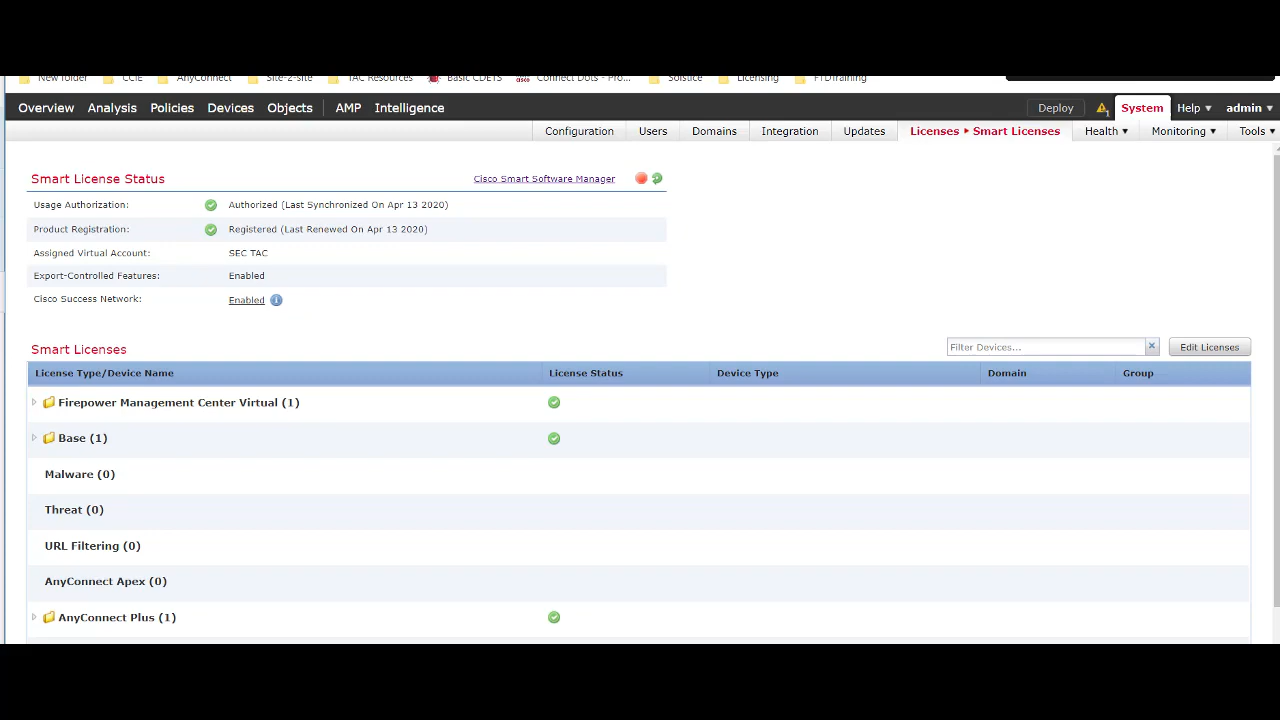 New folder CCIE AnyConnect Site-2-site TAC Resources Basic CDETS Connect Dots - Pro... Solstice Licensing FTDTraining
Overview Analysis Policies Devices Objects AMP Intelligence Deploy 1 System Help admin
Configuration Users Domains Integration Updates Licenses Smart Licenses Health Monitoring Tools
Smart License Status Cisco Smart Software Manager
Usage Authorization: Authorized (Last Synchronized On Apr 13 2020)
Product Registration: Registered (Last Renewed On Apr 13 2020)
Assigned Virtual Account: SEC TAC
Export-Controlled Features: Enabled
Cisco Success Network: Enabled
Smart Licenses Filter Devices... Edit Licenses
License Type/Device Name License Status Device Type Domain Group
Firepower Management Center Virtual (1)
Base (1)
Malware (0)
Threat (0)
URL Filtering (0)
AnyConnect Apex (0)
AnyConnect Plus (1)